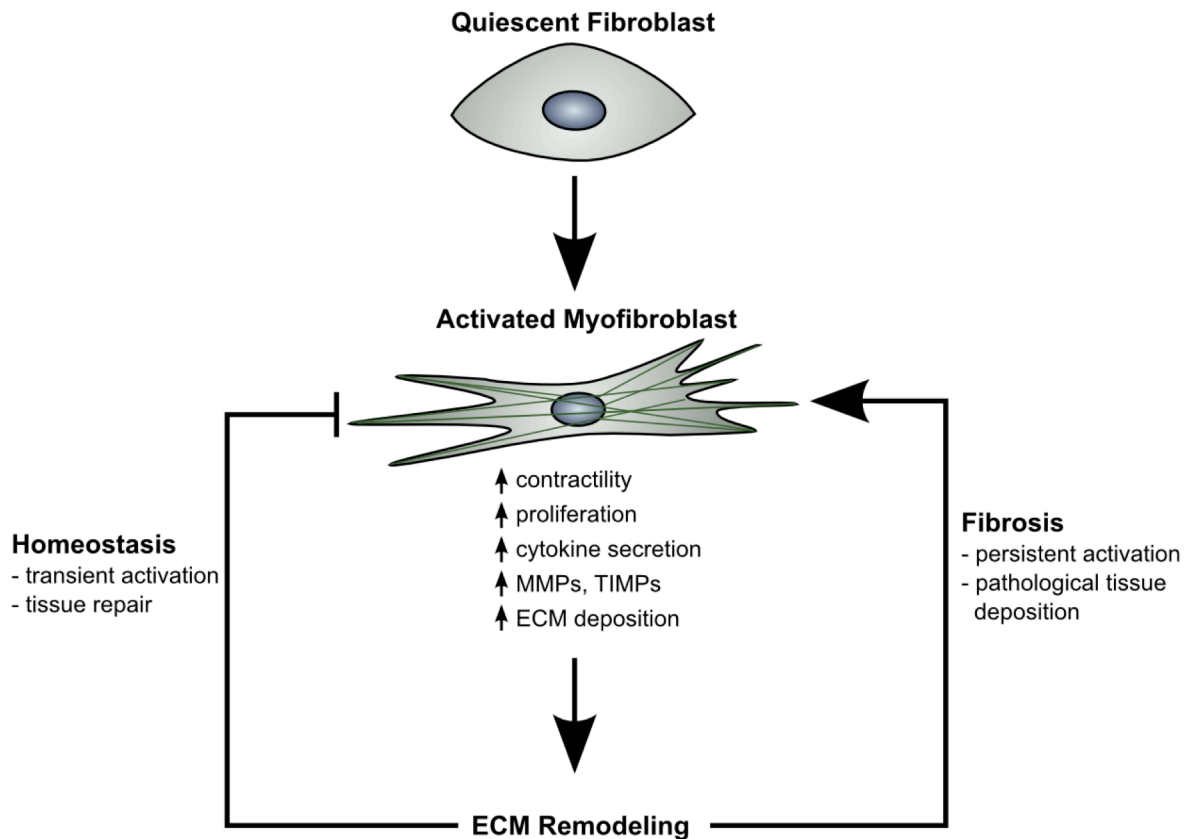 Quiescent Fibroblast
Activated Myofibroblast
contractility
proliferation
cytokine secretion
MMPs, TIMPs
ECM deposition
Homeostasis
- transient activation
- tissue repair
Fibrosis
- persistent activation
- pathological tissue
deposition
ECM Remodeling